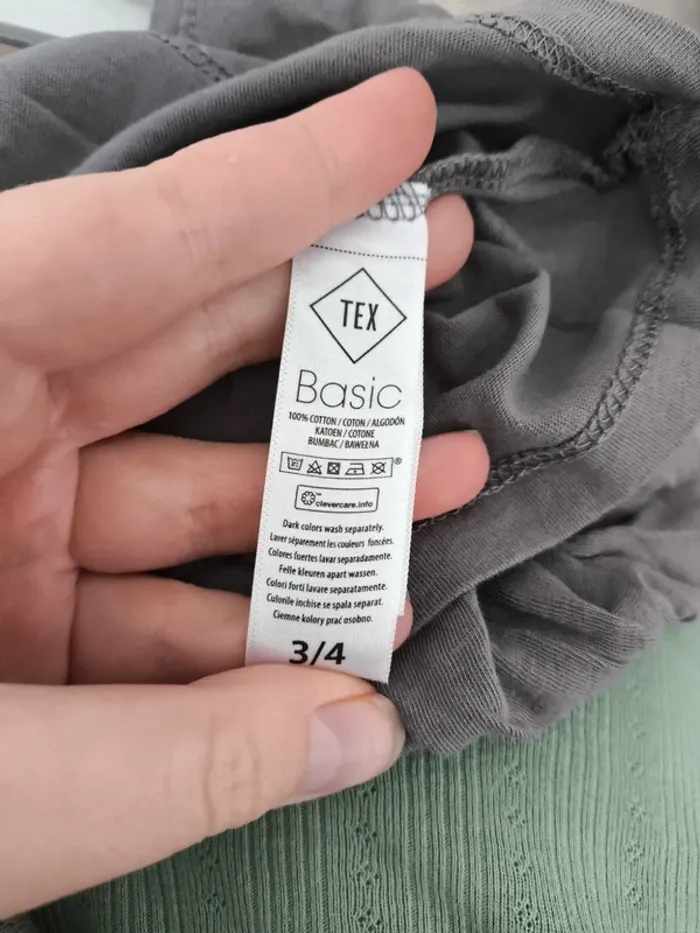 TEX
Basic
100% COTTON / COTON / ALGODÓN
KATOEN / COTONE
BUMBAC / BAWEŁNA
®
™
clevercare.info
Dark colors wash separately.
Laver séparément les couleurs foncées.
Colores fuertes lavar separadamente.
Felle kleuren apart wassen.
Colori forti lavare separatamente.
Culorile inchise se spala separat.
Ciemne kolory prać osobno.
3/4